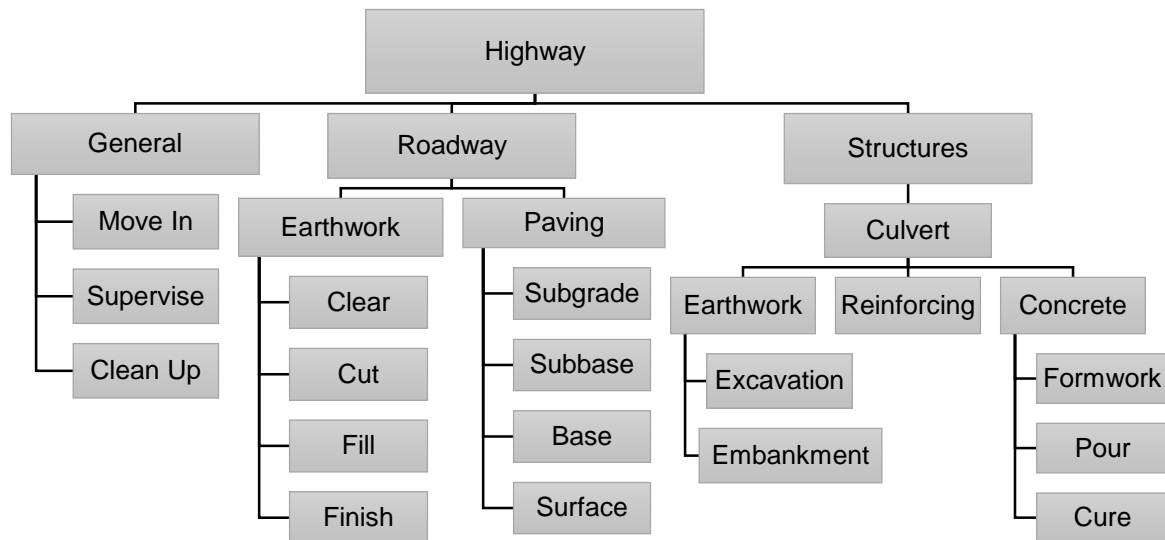 Highway
General
Roadway
Structures
Move In
Supervise
Clean Up
Earthwork
Clear
Cut
Fill
Finish
Paving
Subgrade
Subbase
Base
Surface
Culvert
Earthwork
Excavation
Embankment
Reinforcing
Concrete
Formwork
Pour
Cure